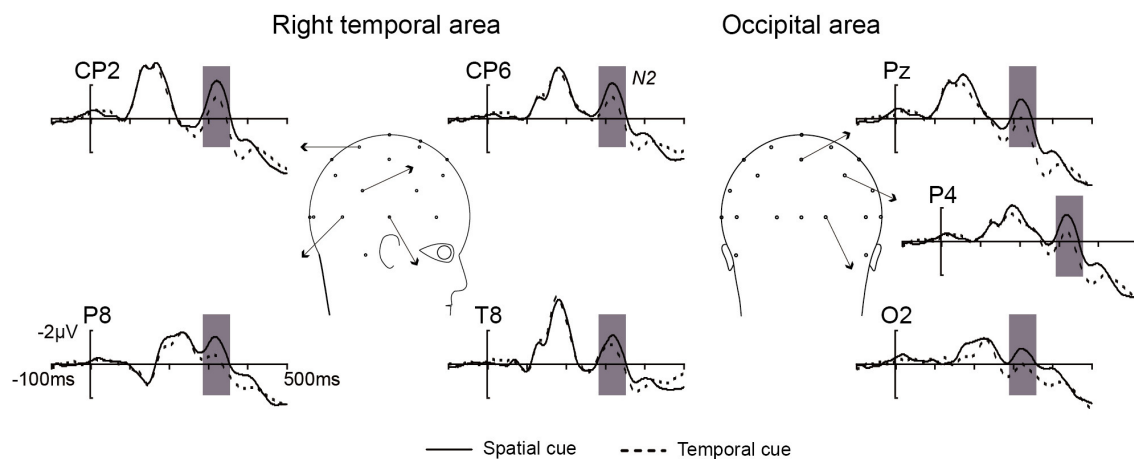 Right temporal area
Occipital area
CP2
CP6
N2
Pz
P4
P8
-2µV
-100ms
500ms
T8
O2
Spatial cue
Temporal cue